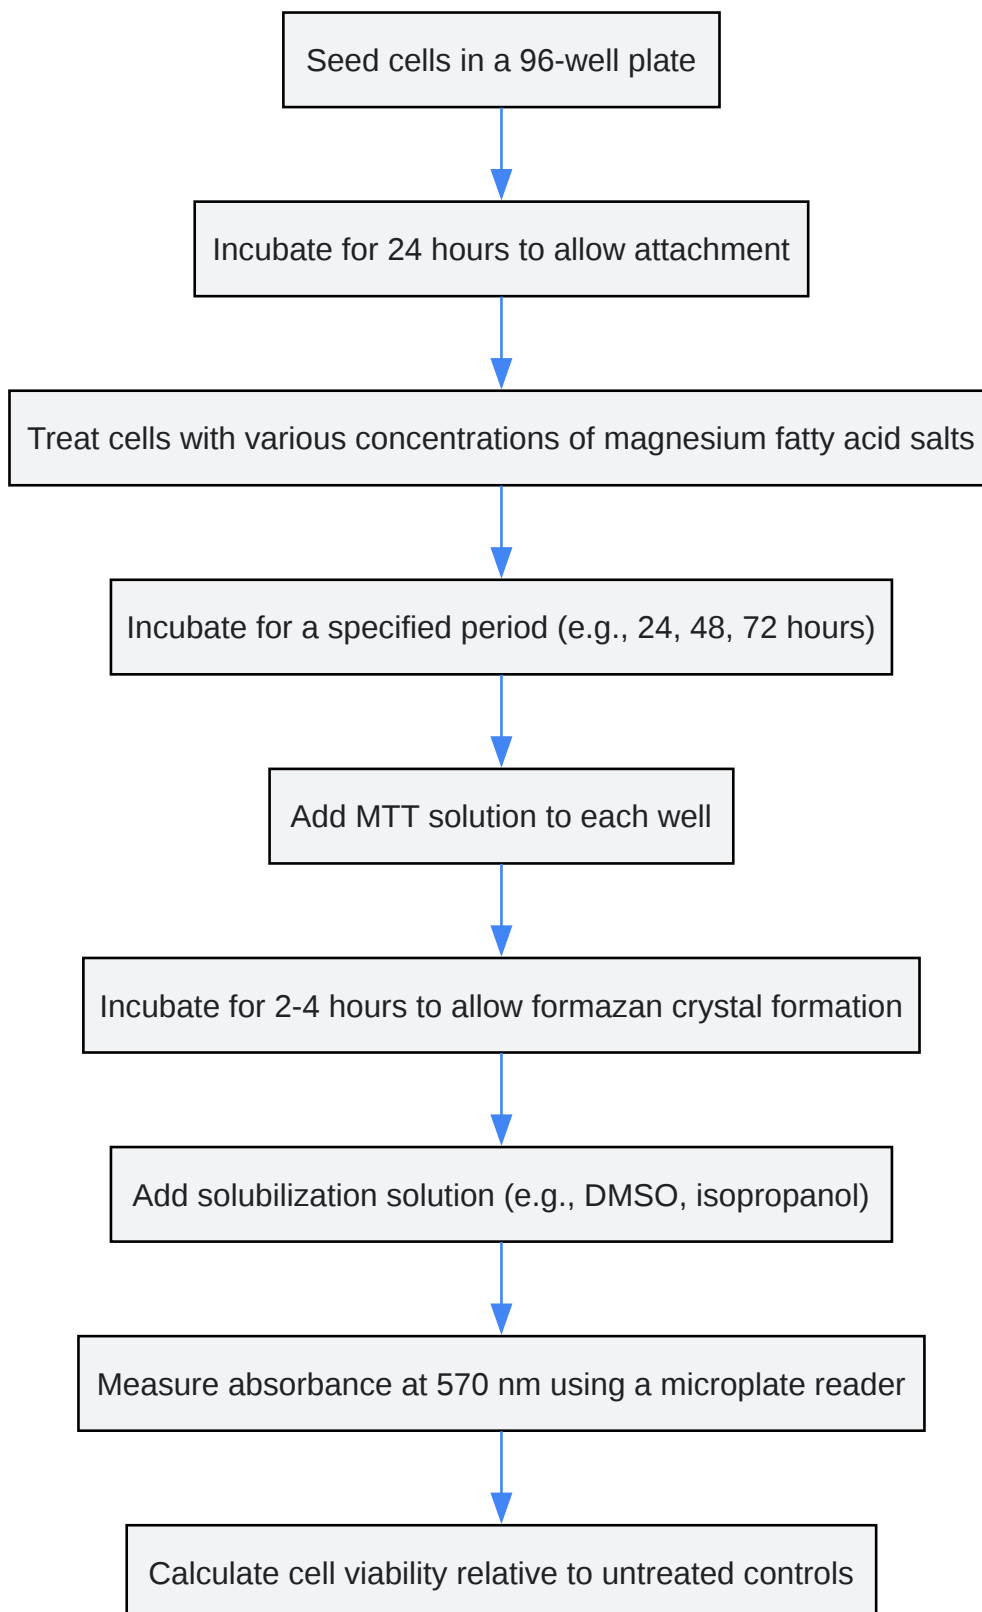 Seed cells in a 96-well plate
Incubate for 24 hours to allow attachment
Treat cells with various concentrations of magnesium fatty acid salts
Incubate for a specified period (e.g., 24, 48, 72 hours)
Add MTT solution to each well
Incubate for 2-4 hours to allow formazan crystal formation
Add solubilization solution (e.g., DMSO, isopropanol)
Measure absorbance at 570 nm using a microplate reader
Calculate cell viability relative to untreated controls